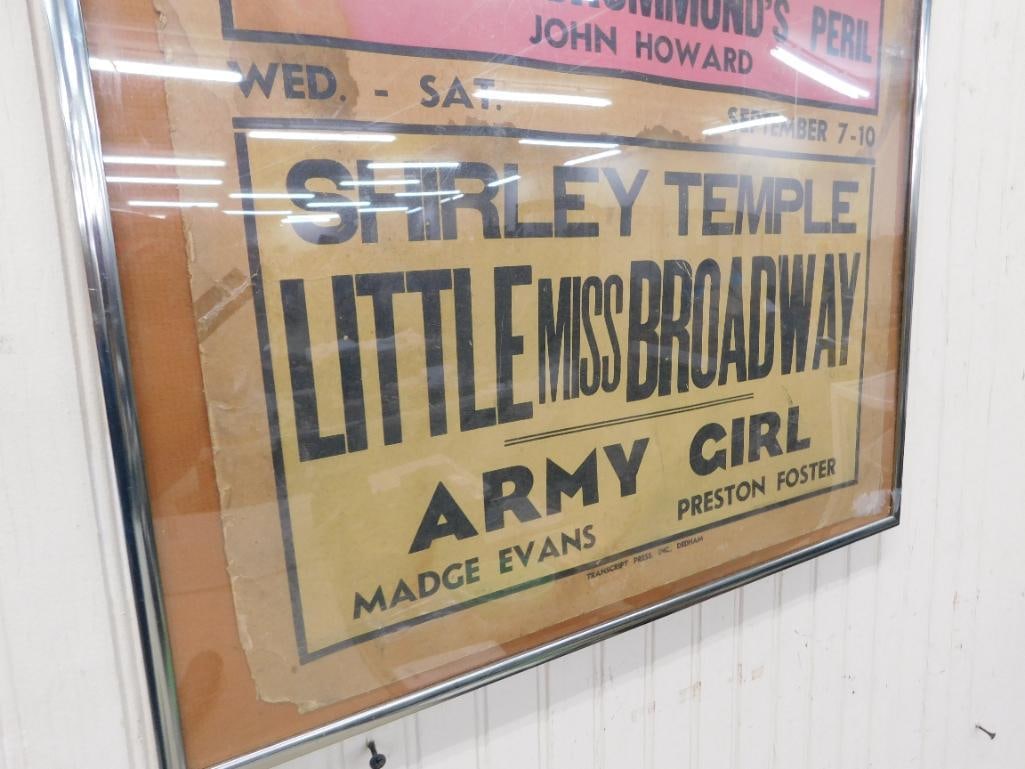 DRUMMOND'S PERIL
JOHN HOWARD
WED. - SAT.
SEPTEMBER 7-10
SHIRLEY TEMPLE
LITTLE MISS BROADWAY
ARMY GIRL
MADGE EVANS PRESTON FOSTER
TRANSCRIPT PRESS, INC. DEDHAM